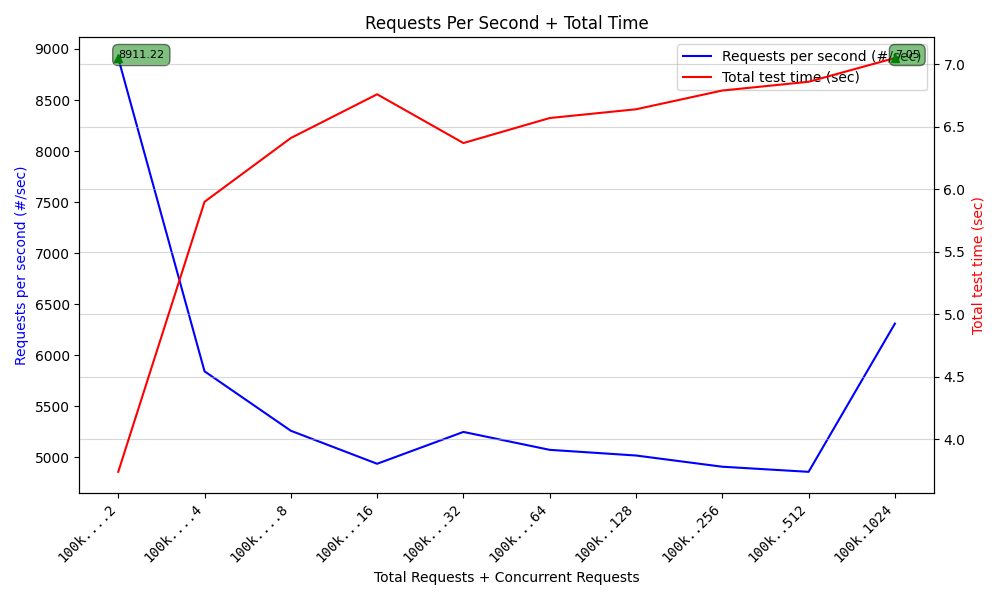 Requests Per Second + Total Time
8911.22
7.05
Requests per second (#/sec)
Total test time (sec)
Requests per second (#/sec)
9000
8500
8000
7500
7000
6500
6000
5500
5000
7.0
6.5
6.0
5.5
5.0
4.5
4.0
Total test time (sec)
100k....2
100k....4
100k....8
100k...16
100k...32
100k...64
100k..128
100k..256
100k..512
100k.1024
Total Requests + Concurrent Requests